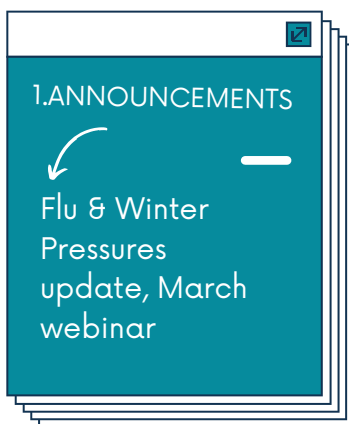 1.ANNOUNCEMENTS
Flu & Winter
Pressures
update, March
webinar